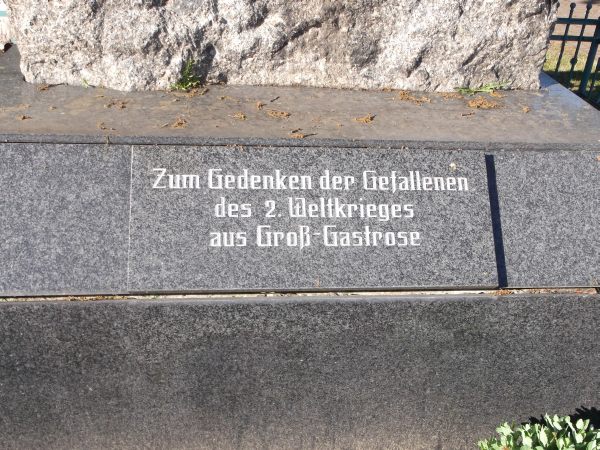 Zum Gedenken der Gefallenen
des 2. Weltkrieges
aus Groß-Gastrose